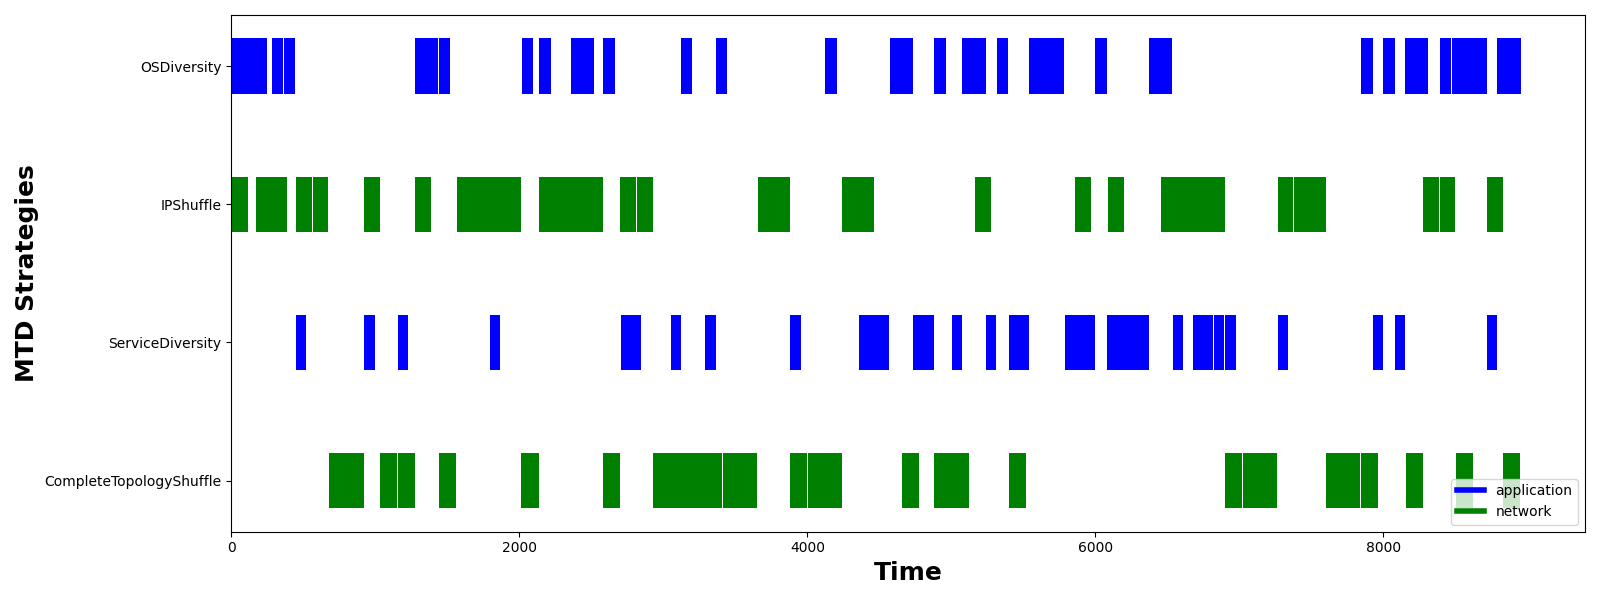 MTD Strategies
OSDiversity
IPShuffle
ServiceDiversity
CompleteTopologyShuffle
application
network
0 2000 4000 6000 8000
Time